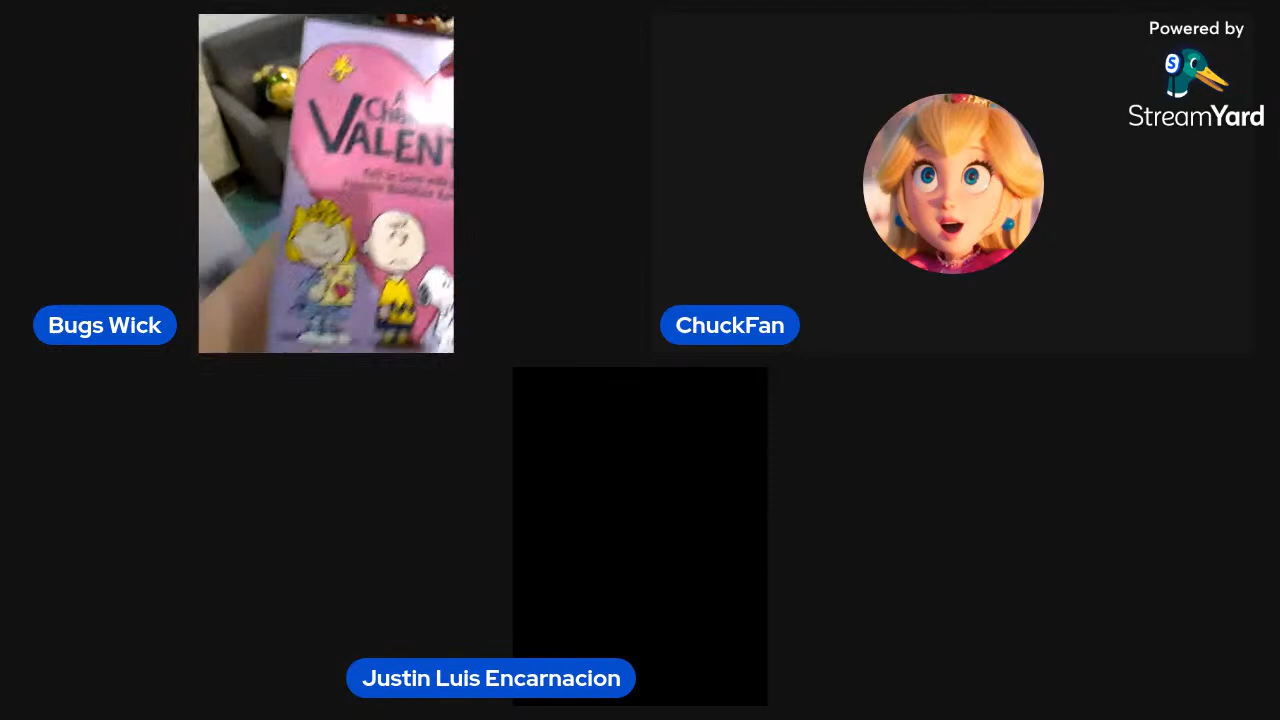 Powered by
StreamYard
A
VALENT
Bugs Wick
ChuckFan
Justin Luis Encarnacion